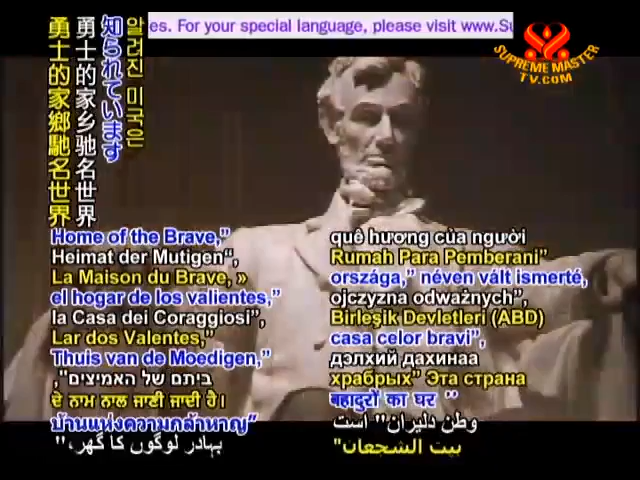 es. For your special language, please visit www.Su
SUPREME MASTER
TV.COM
알려진 미국은
知られています
勇士的家乡驰名世界
勇士的家鄉馳名世界
Home of the Brave,”
Heimat der Mutigen“,
La Maison du Brave, »
el hogar de los valientes,”
la Casa dei Coraggiosi”,
Lar dos Valentes,”
Thuis van de Moedigen,”
ביתם של האמיצים",
ਦੇ ਨਾਮ ਨਾਲ ਜਾਣੀ ਜਾਂਦੀ ਹੈ।
บ้านแห่งความกล้าหาญ”
بہادر لوگوں کا گھر،"
quê hương của người
Rumah Para Pemberani”
országa,” néven vált ismerté,
ojczyzna odważnych”,
Birleşik Devletleri (ABD)
casa celor bravi”,
дэлхий дахинаа
храбрых” Эта страна
बहादुरों का घर ”
وطن دلیران" است
بيت الشجعان"